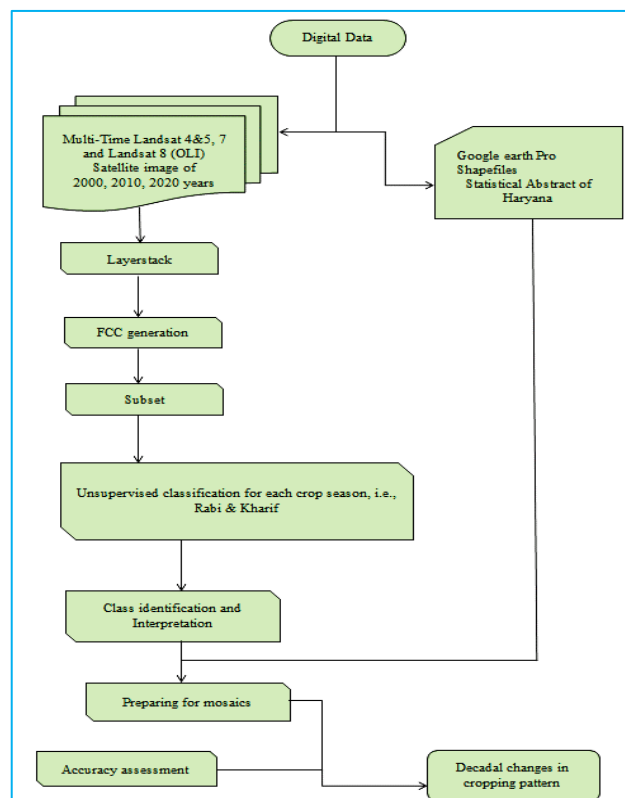 Digital Data
Multi-Time Landsat 4&5, 7
and Landsat 8 (OLI)
Satellite image of
2000, 2010, 2020 years
Google earth Pro
Shapefiles
Statistical Abstract of
Haryana
Layerstack
FCC generation
Subset
Unsupervised classification for each crop season, i.e.,
Rabi & Kharif
Class identification and
Interpretation
Preparing for mosaics
Accuracy assessment
Decadal changes in
cropping pattern